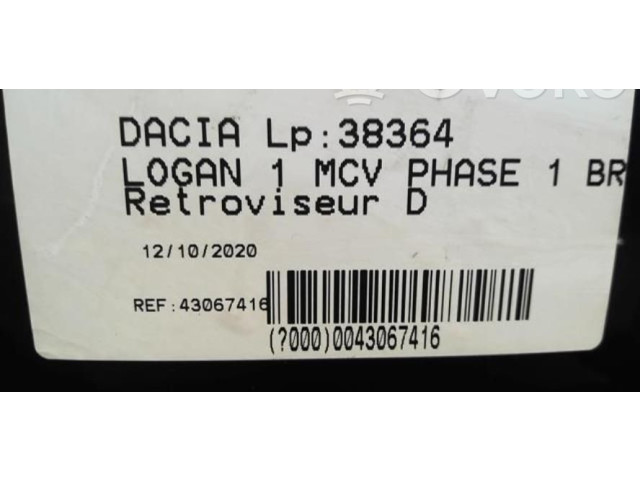 DACIA Lp:38364
LOGAN 1 MCV PHASE 1 BR
Retroviseur D
12/10/2020
REF:43067416
(?000)0043067416